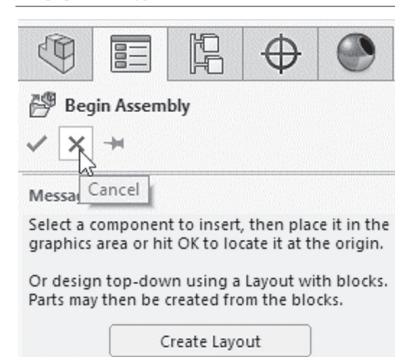 Begin Assembly
Cancel
Messa
Select a component to insert, then place it in the
graphics area or hit OK to locate it at the origin.
Or design top-down using a Layout with blocks.
Parts may then be created from the blocks.
Create Layout